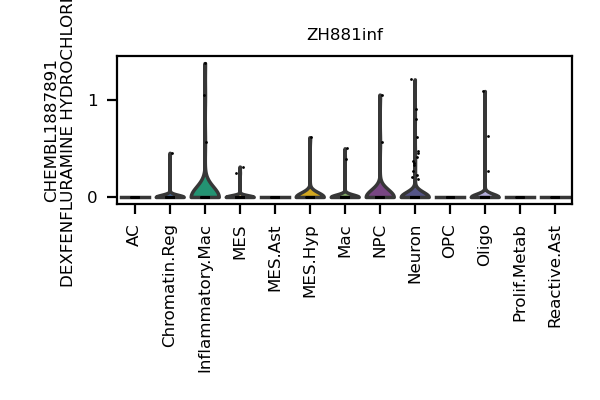 ZH881inf
CHEMBL1887891
DEXFENFLURAMINE
1
0
AC
Chromatin.Reg
Inflammatory.Mac
MES
MES.Ast
MES.Hyp
Mac
NPC
Neuron
OPC
Oligo
Prolif.Metab
Reactive.Ast